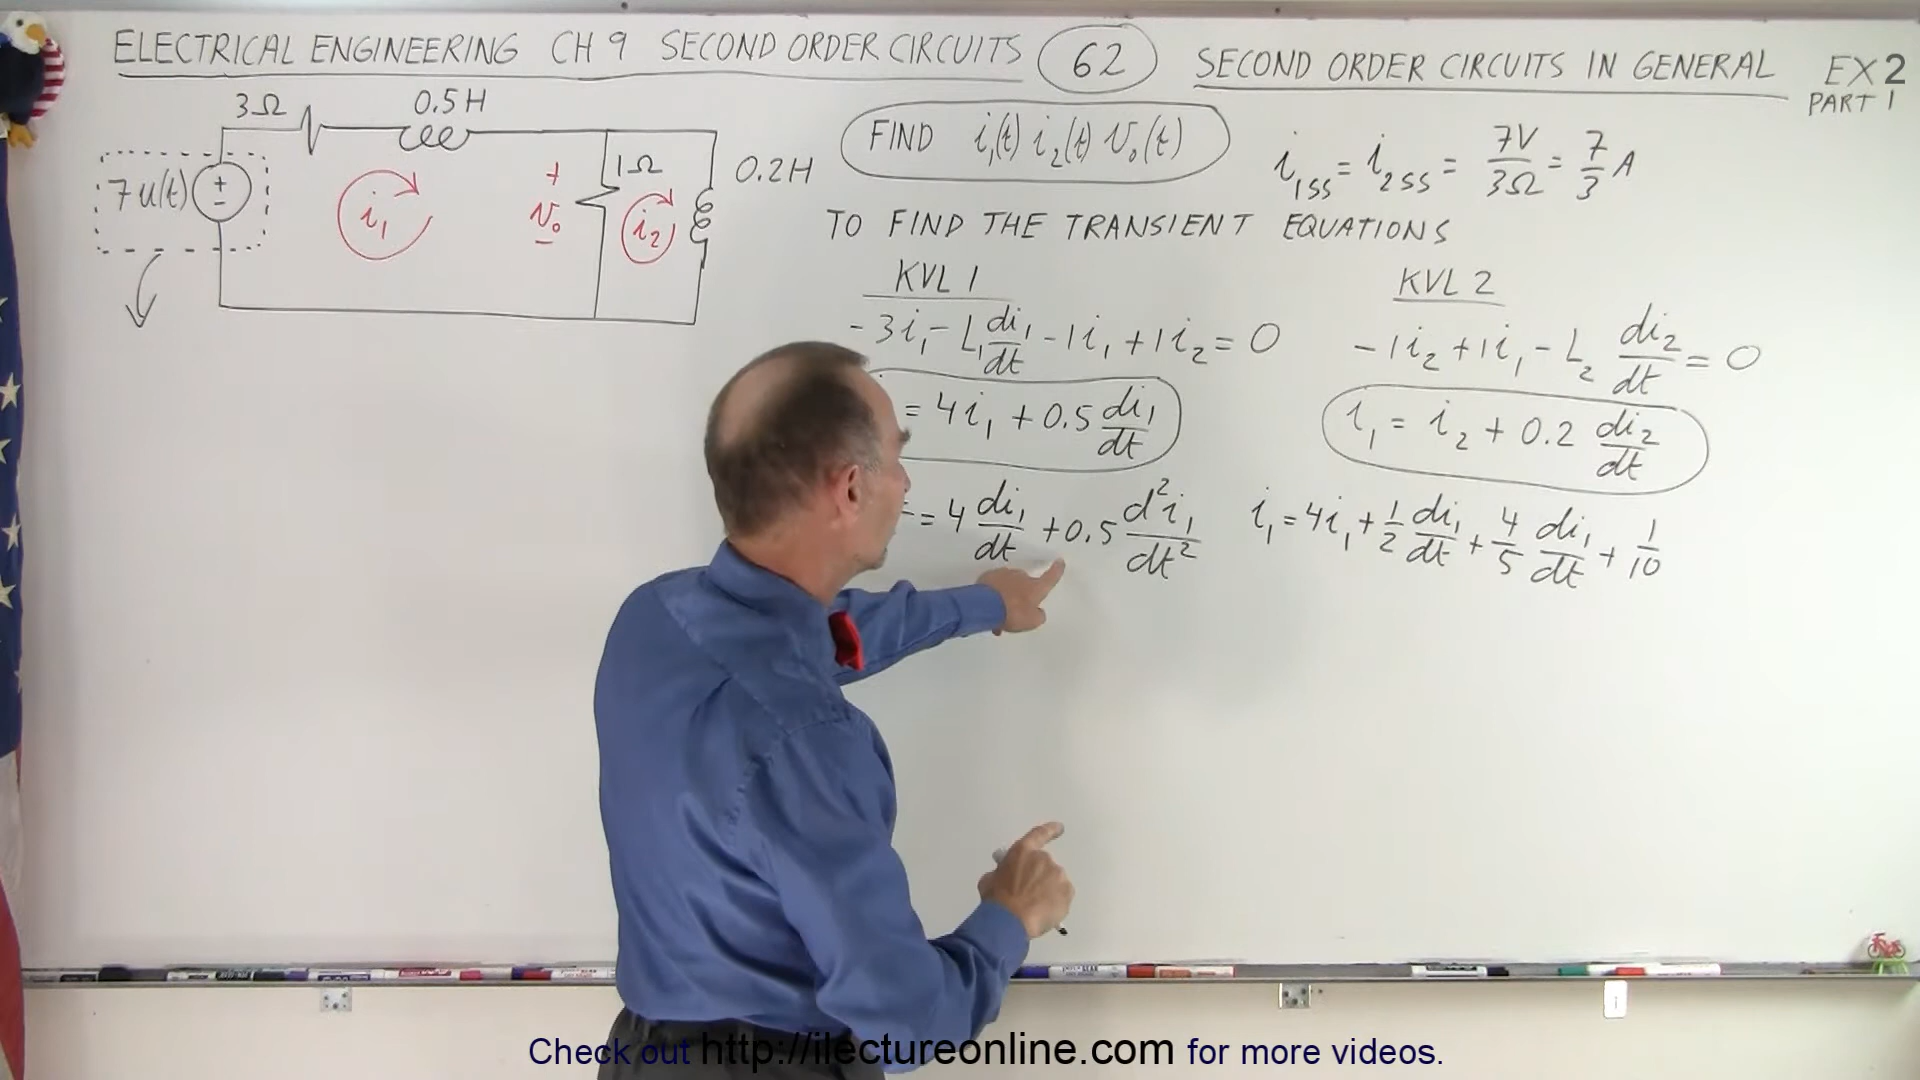 ELECTRICAL ENGINEERING CH 9 SECOND ORDER CIRCUITS 62 SECOND ORDER CIRCUITS IN GENERAL EX 2
PART 1
3Ω 0.5H
7u(t) + - i₁ + v₀ - 1Ω i₂ 0.2H
FIND i₁(t) i₂(t) v₀(t)
i₁SS = i₂SS = 7V/3Ω = 7/3 A
TO FIND THE TRANSIENT EQUATIONS
KVL 1
-3i₁ - L₁ di₁/dt - 1i₁ + 1i₂ = 0
= 4i₁ + 0.5 di₁/dt
= 4 di₁/dt + 0.5 d²i₁/dt²
KVL 2
-1i₂ + 1i₁ - L₂ di₂/dt = 0
i₁ = i₂ + 0.2 di₂/dt
i₁ = 4i₁ + 1/2 di₁/dt + 4/5 di₁/dt + 1/10
Check out http://ilectureonline.com for more videos.